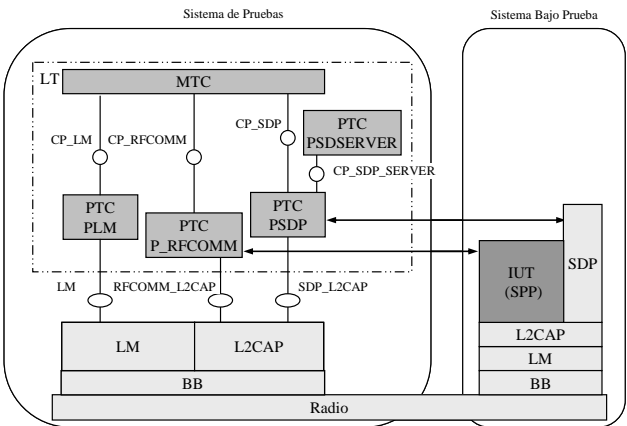 Sistema de Pruebas
Sistema Bajo Prueba
LT
MTC
CP_LM
CP_RFCOMM
CP_SDP
PTC
PSDSERVER
CP_SDP_SERVER
PTC
PLM
PTC
P_RFCOMM
PTC
PSDP
IUT
(SPP)
SDP
LM
RFCOMM_L2CAP
SDP_L2CAP
LM
L2CAP
BB
L2CAP
LM
BB
Radio